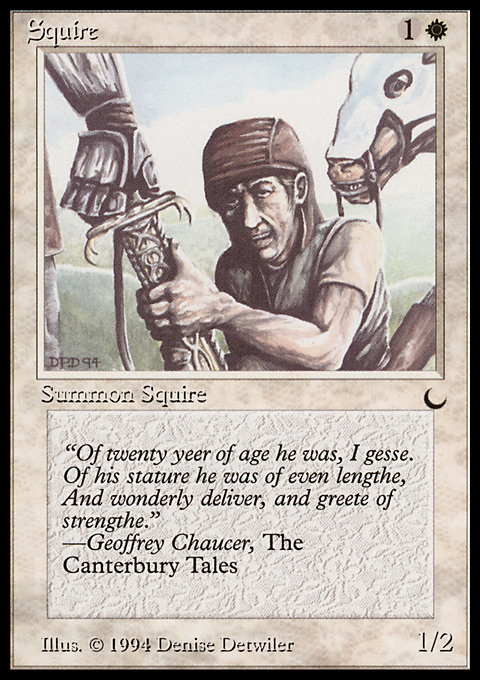 Squire 1
DPD 94
Summon Squire
“Of twenty yeer of age he was, I gesse.
Of his stature he was of even lengthe,
And wonderly deliver, and greete of
strengthe.”
—Geoffrey Chaucer, The
Canterbury Tales
Illus. © 1994 Denise Detwiler 1/2